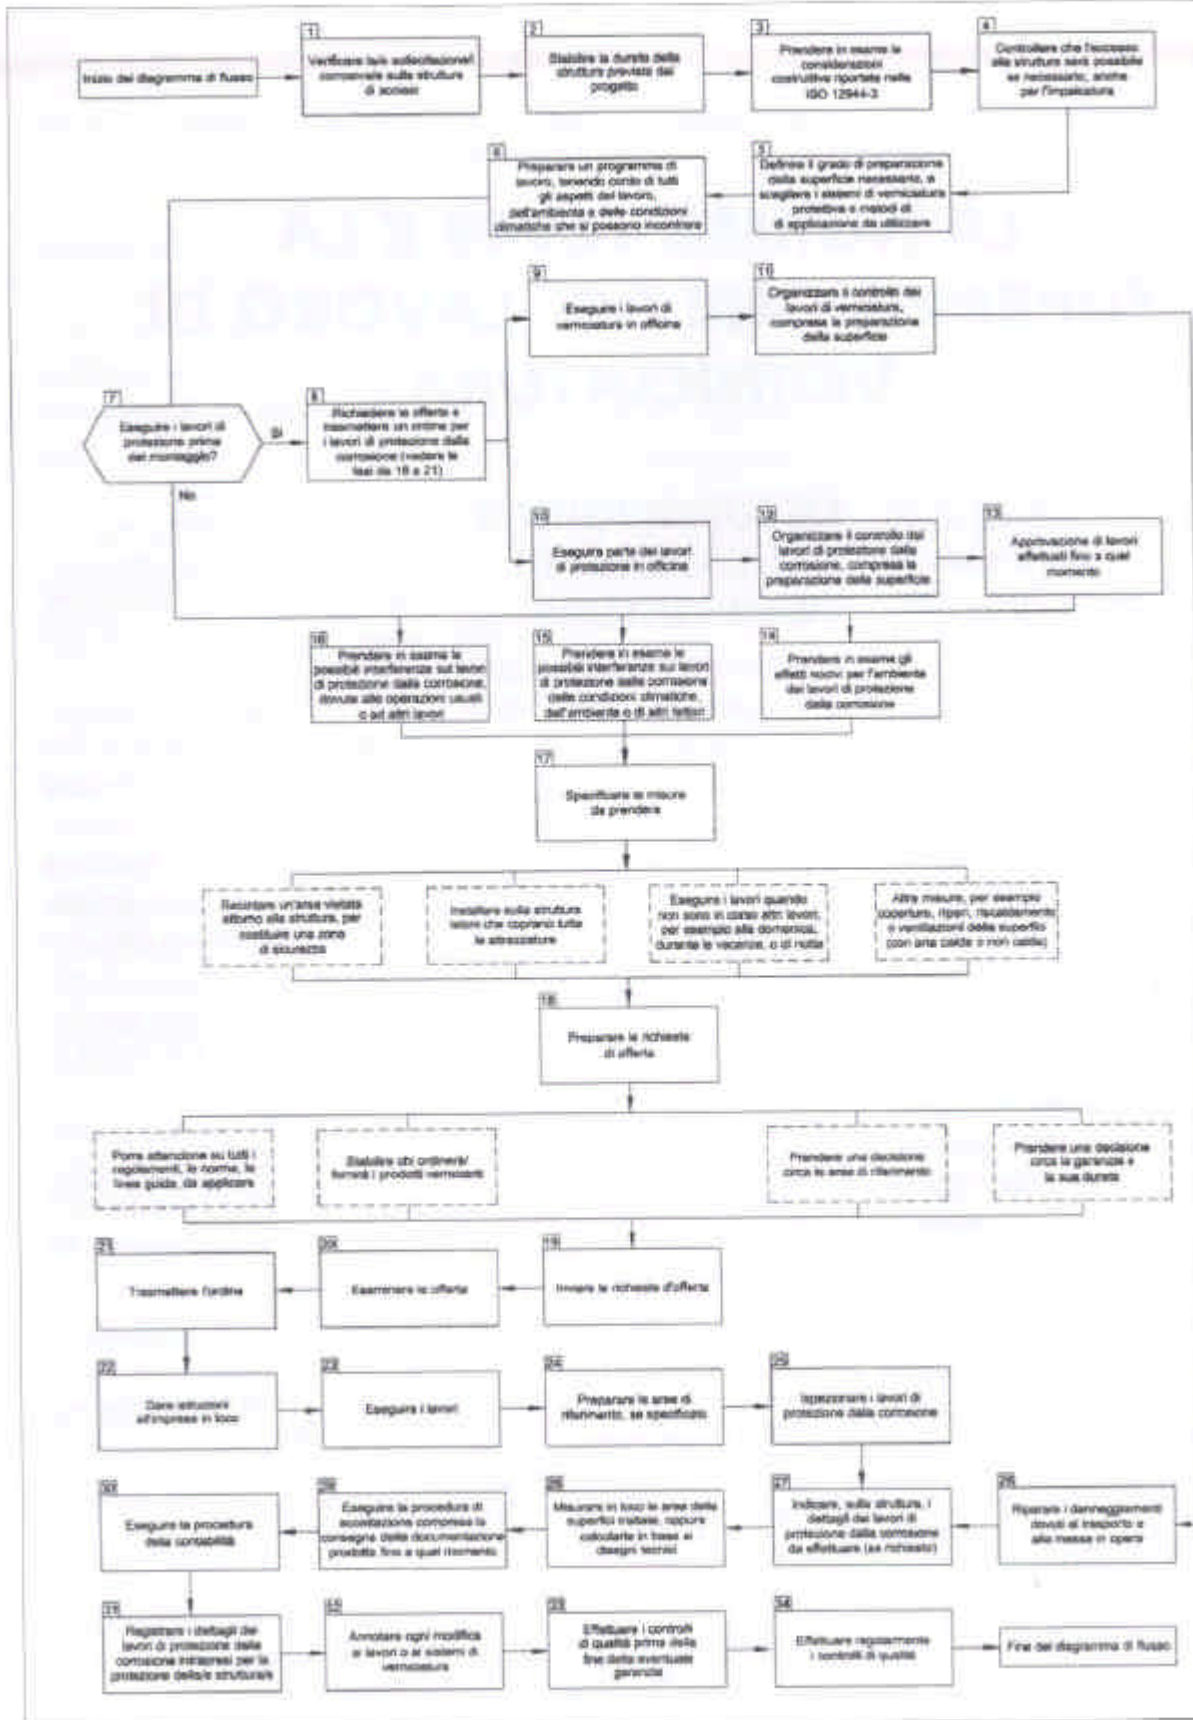 Inizio del diagramma di flusso
1
Verificare la/e sollecitazione/i
corrosiva/e sulla struttura
di acciaio
2
Stabilire la durata della
struttura prevista dal
progetto
3
Prendere in esame le
considerazioni
costruttive riportate nella
ISO 12944-3
4
Controllare che l'accesso
alla struttura sarà possibile
se necessario, anche
per l'impalcatura
5
Definire il grado di preparazione
della superficie necessario, e
scegliere i sistemi di verniciatura
protettiva e metodi di
di applicazione da utilizzare
6
Preparare un programma di
lavoro, tenendo conto di tutti
gli aspetti del lavoro,
dell'ambiente e delle condizioni
climatiche che si possono incontrare
7
Eseguire i lavori di
protezione prima
del montaggio?
Sì
No
8
Richiedere le offerte e
trasmettere un ordine per
i lavori di protezione dalla
corrosione (vedere le
fasi da 18 a 21)
9
Eseguire i lavori di
verniciatura in officina
11
Organizzare il controllo dei
lavori di verniciatura,
compresa la preparazione
della superficie
10
Eseguire parte dei lavori
di protezione in officina
12
Organizzare il controllo dei
lavori di protezione dalla
corrosione, compresa la
preparazione della superficie
13
Approvazione di lavori
effettuati fino a quel
momento
16
Prendere in esame le
possibili interferenze sui lavori
di protezione dalla corrosione,
dovute alle operazioni usuali
o ad altri lavori
15
Prendere in esame le
possibili interferenze sui lavori
di protezione dalla corrosione
delle condizioni climatiche,
dell'ambiente o di altri fattori
14
Prendere in esame gli
effetti nocivi per l'ambiente
dei lavori di protezione
dalla corrosione
17
Specificare le misure
da prendere
Recintare un'area vietata
attorno alla struttura, per
costituire una zona
di sicurezza
Installare sulla struttura
teloni che coprano tutta
le attrezzature
Eseguire i lavori quando
non sono in corso altri lavori,
per esempio alla domenica,
durante le vacanze, o di notte
Altre misure, per esempio
coperture, ripari, riscaldamento
o ventilazioni delle superfici
(con aria calda o non calda)
18
Preparare le richieste
di offerta
Porre attenzione su tutti i
regolamenti, le norme, le
linee guida, da applicare
Stabilire chi ordinerà/
fornirà i prodotti vernicianti
Prendere una decisione
circa le aree di riferimento
Prendere una decisione
circa la garanzia e
la sua durata
21
Trasmettere l'ordine
20
Esaminare le offerte
19
Inviare le richieste d'offerta
22
Dare istruzioni
all'impresa in loco
23
Eseguire i lavori
24
Preparare le aree di
riferimento, se specificato
25
Ispezionare i lavori di
protezione dalla corrosione
30
Eseguire la procedura
della contabilità
29
Eseguire la procedura di
accettazione compresa la
consegna della documentazione
prodotta fino a quel momento
28
Misurare in loco le aree delle
superfici trattate, oppure
calcolarle in base ai
disegni tecnici
27
Indicare, sulla struttura, i
dettagli dei lavori di
protezione dalla corrosione
da effettuare (se richiesto)
26
Riparare i danneggiamenti
dovuti al trasporto e
alla messa in opera
31
Registrare i dettagli dei
lavori di protezione dalla
corrosione intrapresi per la
protezione della/e struttura/e
32
Annotare ogni modifica
ai lavori o ai sistemi di
verniciatura
33
Effettuare i controlli
di qualità prima della
fine della eventuale
garanzia
34
Effettuare regolarmente
i controlli di qualità
Fine del diagramma di flusso